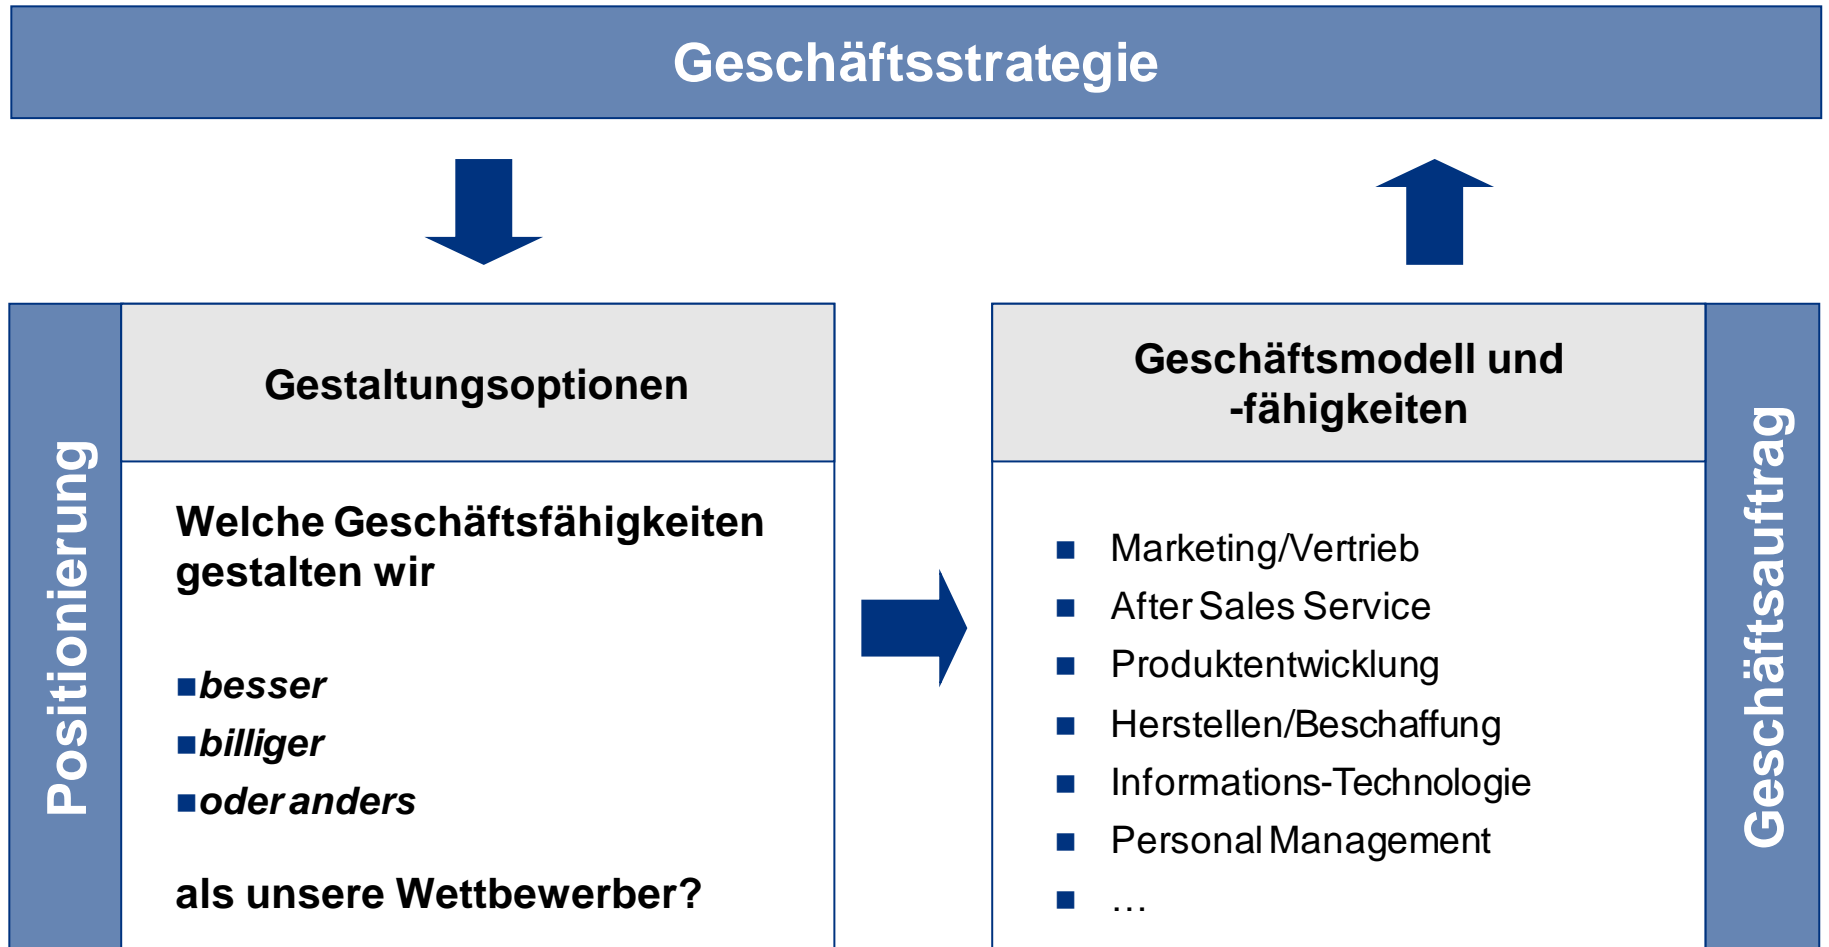 Geschäftsstrategie
Positionierung
Gestaltungsoptionen
Welche Geschäftsfähigkeiten
gestalten wir
■besser
■billiger
■oder anders
als unsere Wettbewerber?
Geschäftsmodell und
-fähigkeiten
■ Marketing/Vertrieb
■ After Sales Service
■ Produktentwicklung
■ Herstellen/Beschaffung
■ Informations-Technologie
■ Personal Management
■ …
Geschäftsauftrag